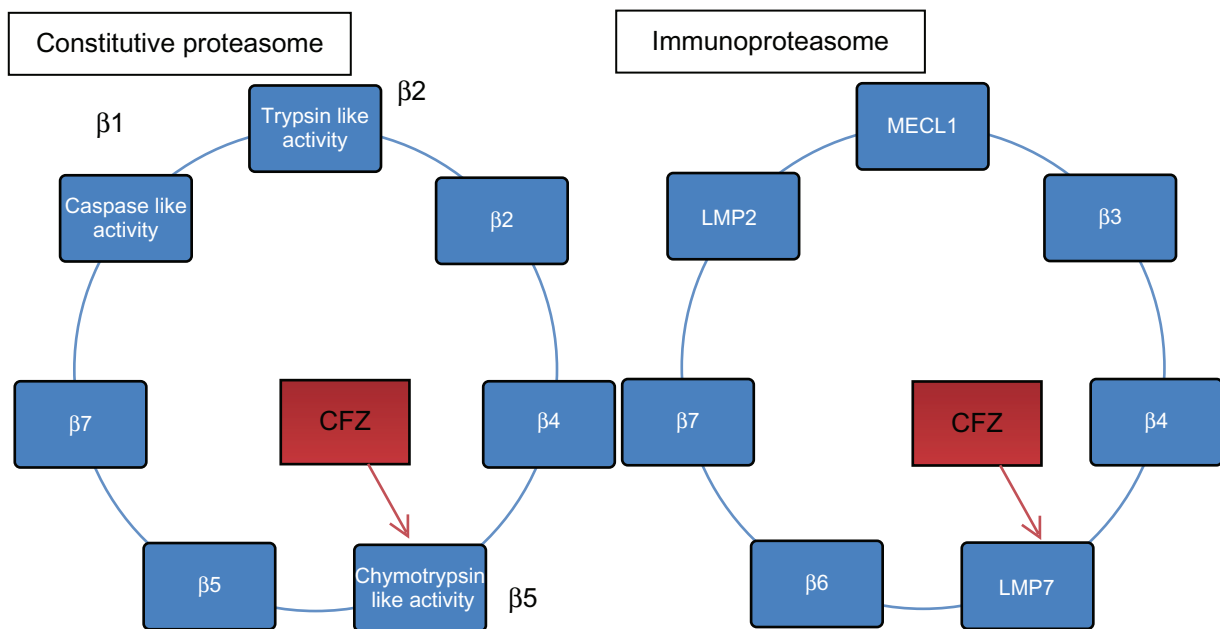 Constitutive proteasome
β1
Trypsin like
activity
β2
Caspase like
activity
β2
β7
CFZ
β4
β5
Chymotrypsin
like activity
β5
Immunoproteasome
MECL1
LMP2
β3
β7
CFZ
β4
β6
LMP7